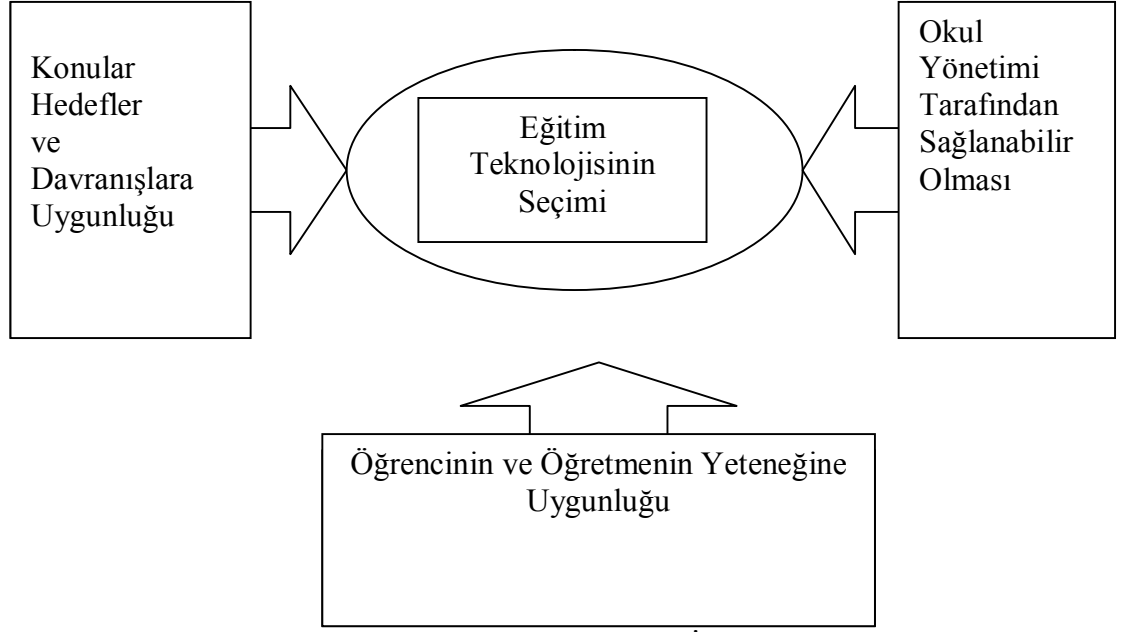 Konular
Hedefler
ve
Davranışlara
Uygunluğu
Eğitim
Teknolojisinin
Seçimi
Okul
Yönetimi
Tarafından
Sağlanabilir
Olması
Öğrencinin ve Öğretmenin Yeteneğine
Uygunluğu